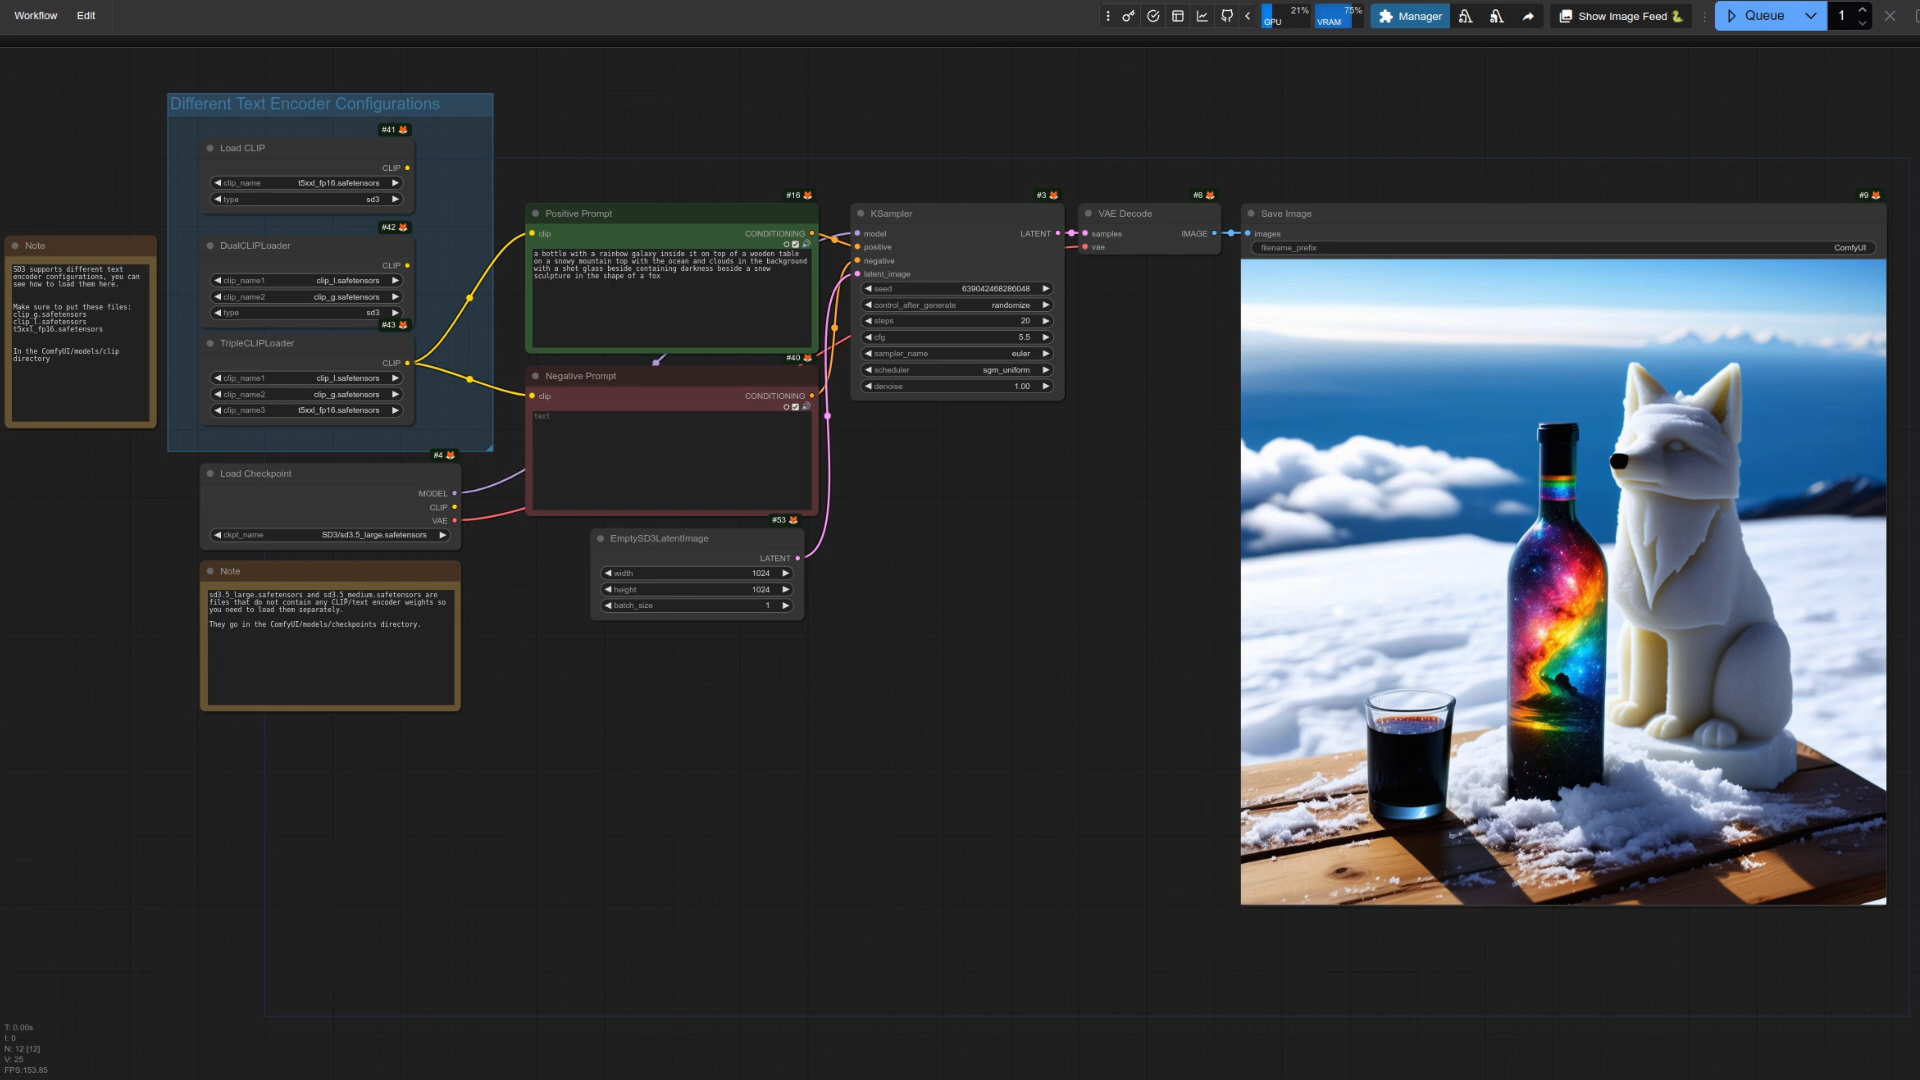 Workflow Edit
21% GPU 75% VRAM Manager Show Image Feed Queue 1
Different Text Encoder Configurations
#41
Load CLIP
CLIP
clip_name t5xxl_fp16.safetensors
type sd3
#42
DualCLIPLoader
CLIP
clip_name1 clip_l.safetensors
clip_name2 clip_g.safetensors
type sd3
#43
TripleCLIPLoader
CLIP
clip_name1 clip_l.safetensors
clip_name2 clip_g.safetensors
clip_name3 t5xxl_fp16.safetensors
Note
SD3 supports different text
encoder configurations, you can
see how to load them here.
Make sure to put these files:
clip_g.safetensors
clip_l.safetensors
t5xxl_fp16.safetensors
In the ComfyUI/models/clip
directory
#4
Load Checkpoint
MODEL
CLIP
VAE
ckpt_name SD3/sd3.5_large.safetensors
Note
sd3.5_large.safetensors and sd3.5_medium.safetensors are
files that do not contain any CLIP/text encoder weights so
you need to load them separately.
They go in the ComfyUI/models/checkpoints directory.
#16
Positive Prompt
clip CONDITIONING
a bottle with a rainbow galaxy inside it on top of a wooden table
on a snowy mountain top with the ocean and clouds in the background
with a shot glass beside containing darkness beside a snow
sculpture in the shape of a fox
#40
Negative Prompt
clip CONDITIONING
text
#53
EmptySD3LatentImage
LATENT
width 1024
height 1024
batch_size 1
#3
KSampler
model LATENT
positive
negative
latent_image
seed 639042468286048
control_after_generate randomize
steps 20
cfg 5.5
sampler_name euler
scheduler sgm_uniform
denoise 1.00
#8
VAE Decode
samples IMAGE
vae
#9
Save Image
images
filename_prefix ComfyUI
T: 0.00s
I: 0
N: 12 [12]
V: 25
FPS:153.85